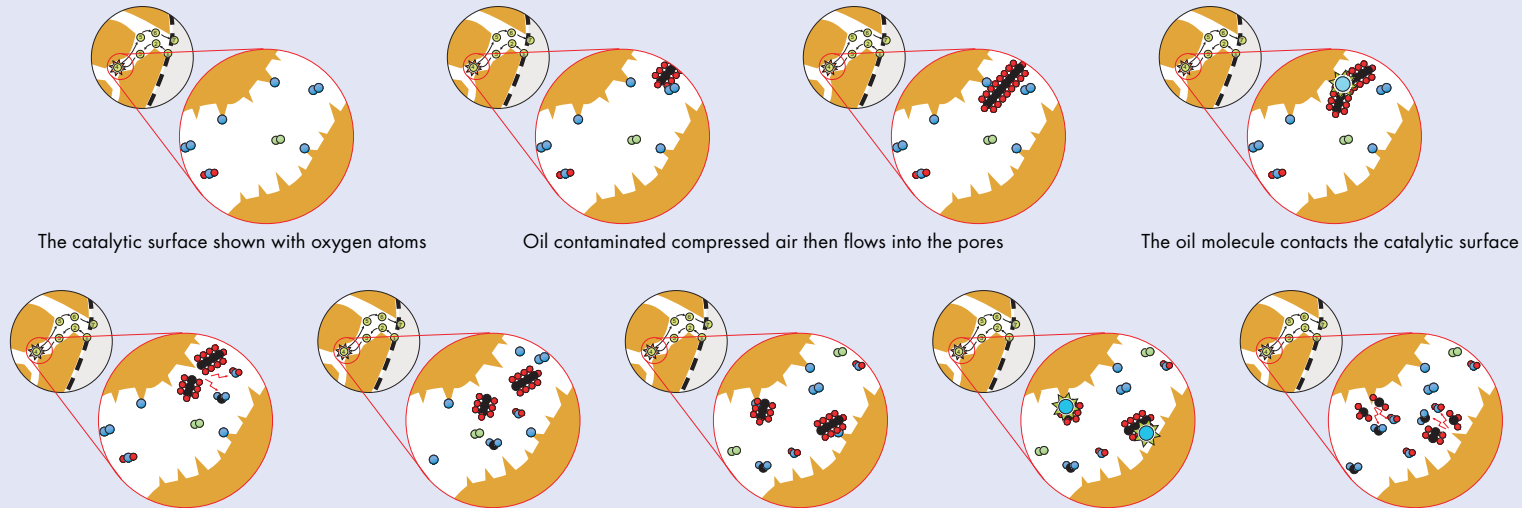 The catalytic surface shown with oxygen atoms
Oil contaminated compressed air then flows into the pores
The oil molecule contacts the catalytic surface